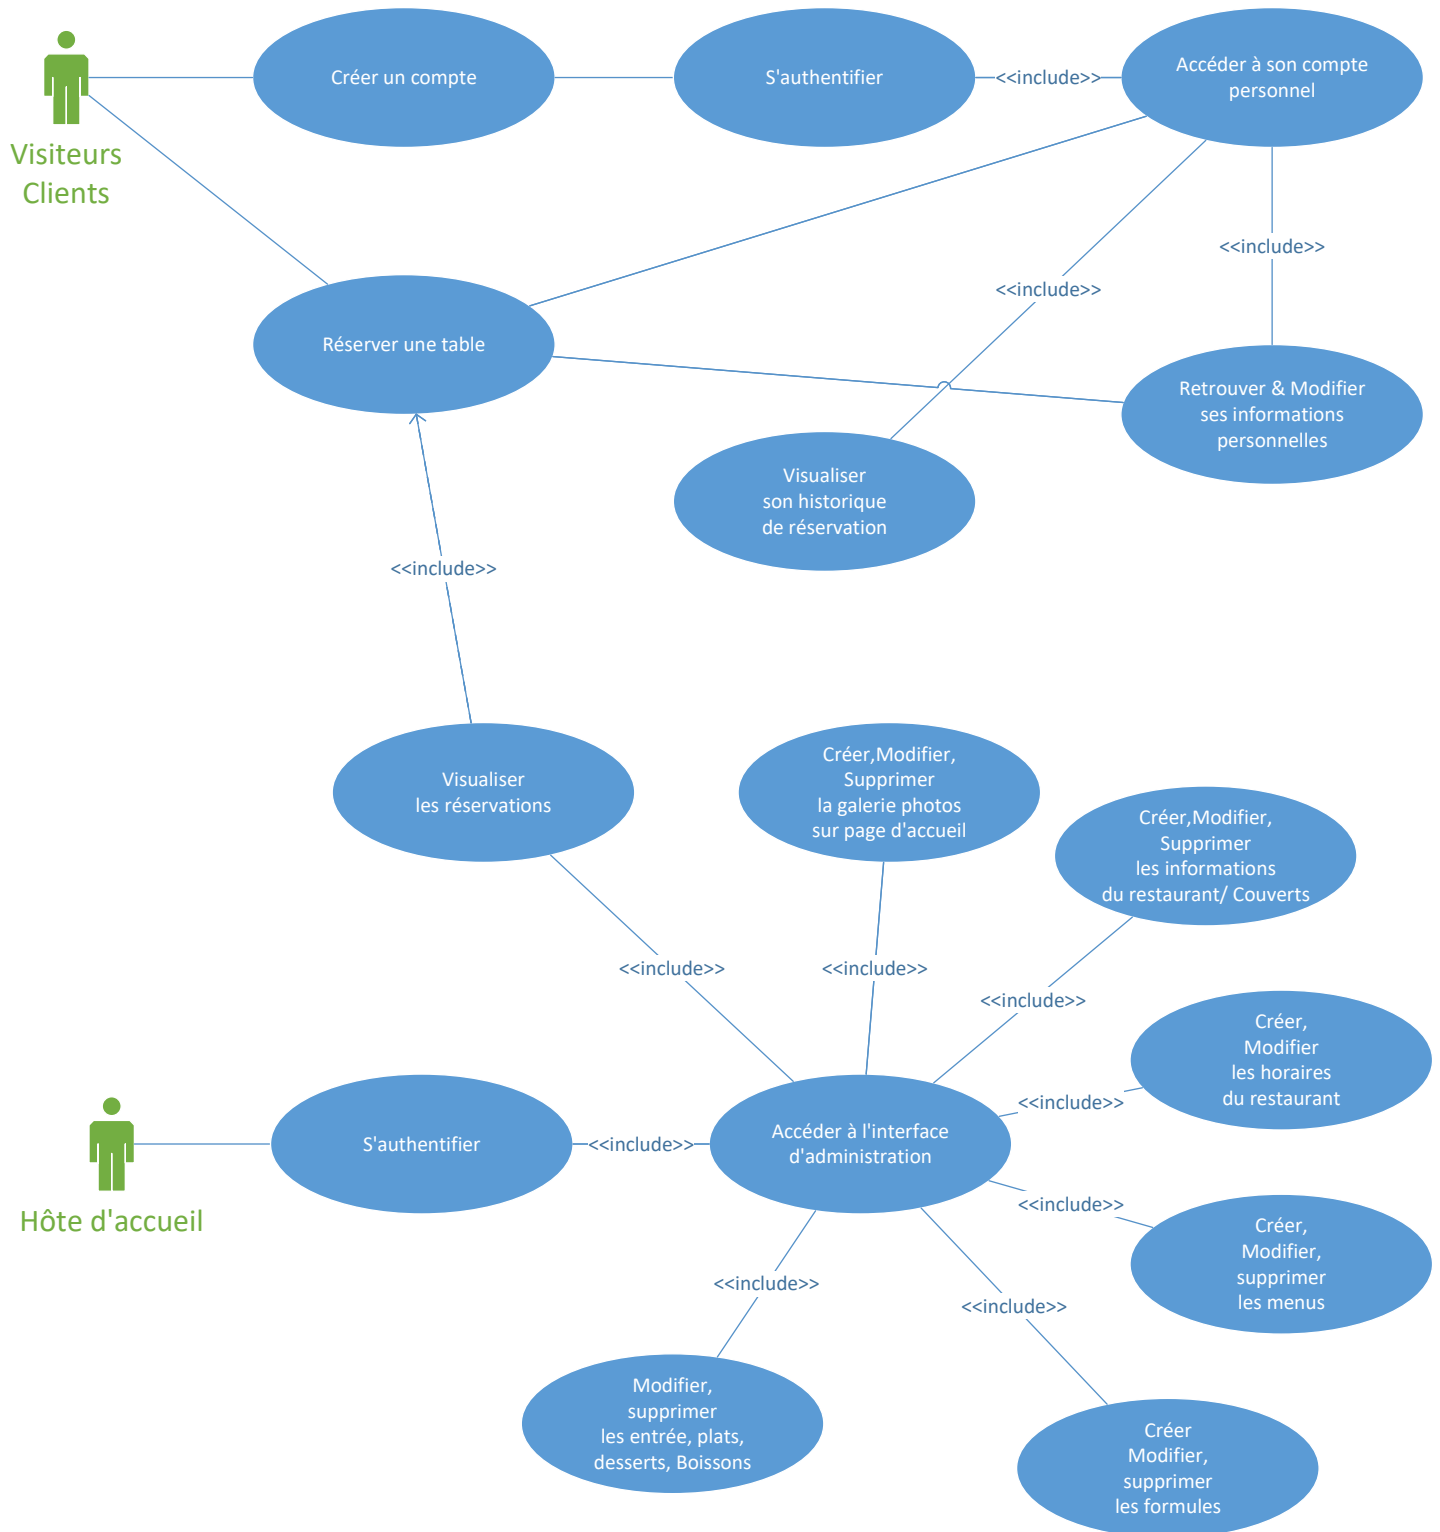 Créer un compte
S'authentifier
<<include>>
Accéder à son compte
personnel
Visiteurs
Clients
<<include>>
<<include>>
Réserver une table
Retrouver & Modifier
ses informations
personnelles
Visualiser
son historique
de réservation
<<include>>
Visualiser
les réservations
Créer,Modifier,
Supprimer
la galerie photos
sur page d'accueil
Créer,Modifier,
Supprimer
les informations
du restaurant/ Couverts
<<include>>
<<include>>
<<include>>
Créer,
Modifier
les horaires
du restaurant
<<include>>
S'authentifier
<<include>>
Accéder à l'interface
d'administration
Hôte d'accueil
<<include>>
Créer,
Modifier,
supprimer
les menus
<<include>>
<<include>>
Modifier,
supprimer
les entrée, plats,
desserts, Boissons
Créer
Modifier,
supprimer
les formules